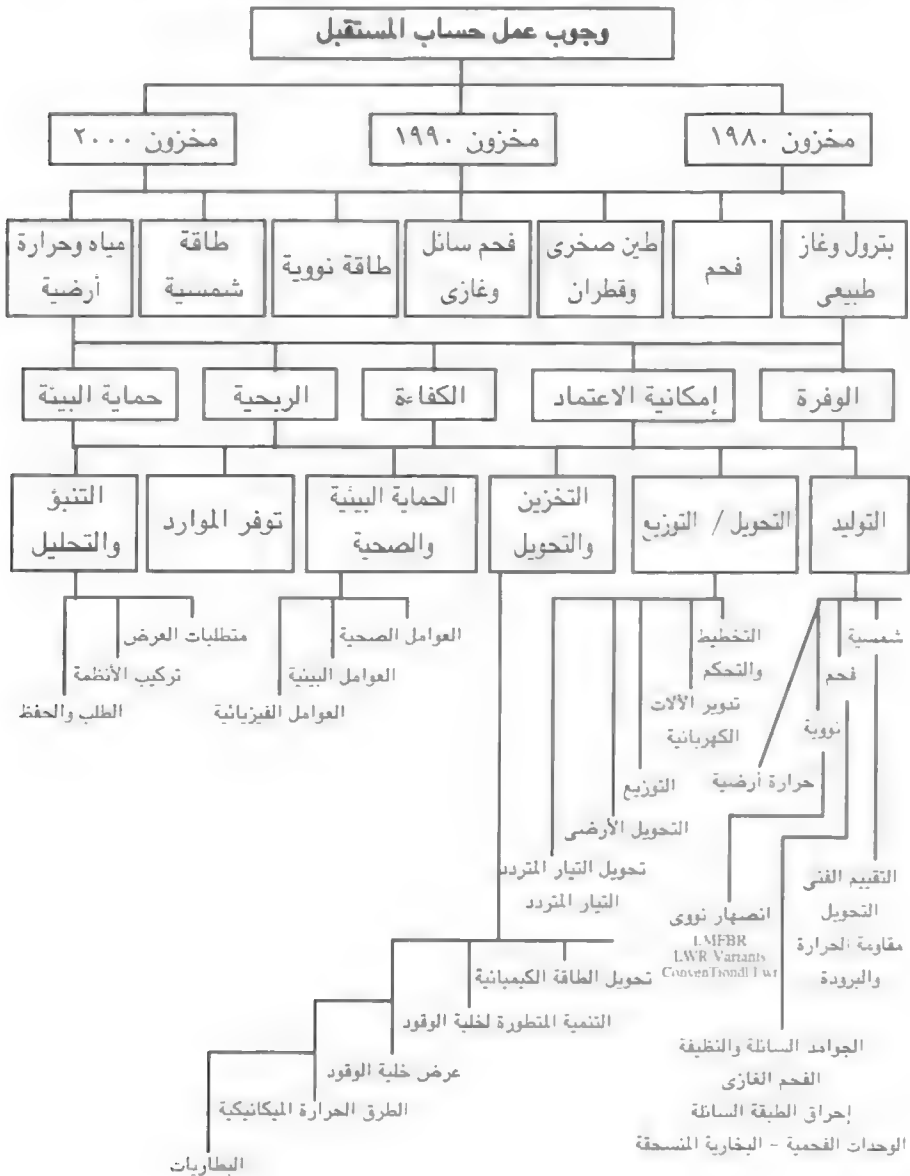 وجوب عمل حساب المستقبل
مخزون ١٩٨٠
مخزون ١٩٩٠
مخزون ٢٠٠٠
بترول وغاز
طبيعى
فحم
طين صخرى
وقطران
فحم سائل
وغازى
طاقة نووية
طاقة
شمسية
مياه وحرارة
أرضية
الوفرة
إمكانية الاعتماد
الكفاءة
الربحية
حماية البيئة
التوليد
التحويل / التوزيع
التخزين
والتحويل
الحماية البيئية
والصحية
توفر الموارد
التنبؤ
والتحليل
شمسية
فحم
نووية
حرارة أرضية
التقييم الفنى
التحويل
مقاومة الحرارة
والبرودة
انصهار نووى
LMFBR
LWR Variants
ConvenTiondl Lwr
الجوامد السائلة والنظيفة
الفحم الغازى
إحراق الطبقة السائلة
الوحدات الفحمية - البخارية المنسحقة
التخطيط
والتحكم
تدوير الآلات
الكهربائية
التوزيع
التحويل الأرضى
تحويل التيار المتردد
التيار المتردد
تحويل الطاقة الكيميائية
التنمية المتطورة لخلية الوقود
عرض خلية الوقود
الطرق الحرارة الميكانيكية
البطاريات
العوامل الصحية
العوامل البيئية
العوامل الفيزيائية
متطلبات العرض
تركيب الأنظمة
الطلب والحفظ